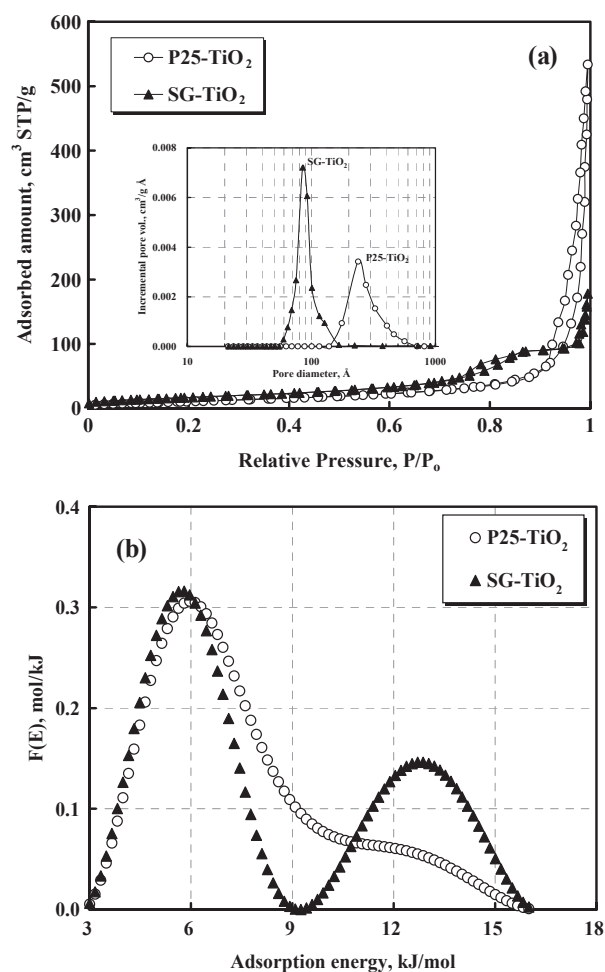 600
500
400
300
200
100
0
Adsorbed amount, cm³ STP/g
P25-TiO₂
SG-TiO₂
(a)
0.008
0.006
0.004
0.002
0.000
Incremental pore vol., cm³/g Å
SG-TiO₂
P25-TiO₂
10 100 1000
Pore diameter, Å
0 0.2 0.4 0.6 0.8 1
Relative Pressure, P/Pₒ
0.4
0.3
0.2
0.1
0.0
F(E), mol/kJ
(b)
P25-TiO₂
SG-TiO₂
3 6 9 12 15 18
Adsorption energy, kJ/mol